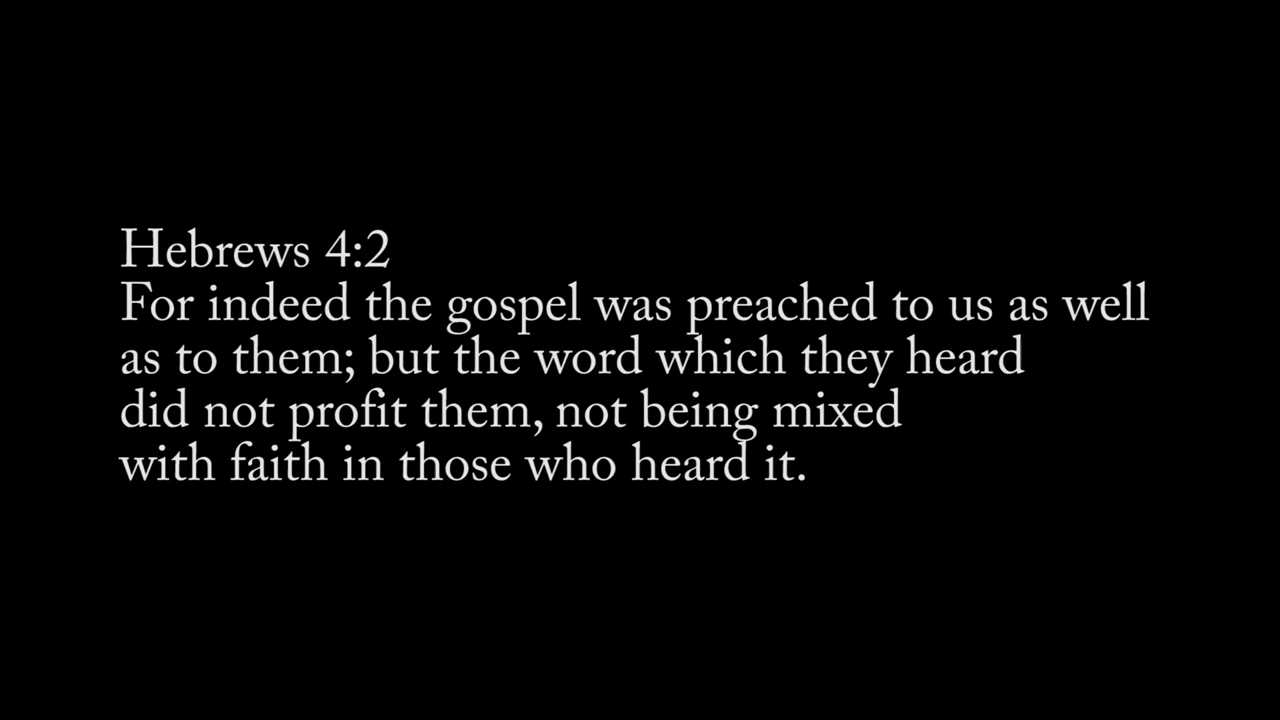 Hebrews 4:2
For indeed the gospel was preached to us as well
as to them; but the word which they heard
did not profit them, not being mixed
with faith in those who heard it.